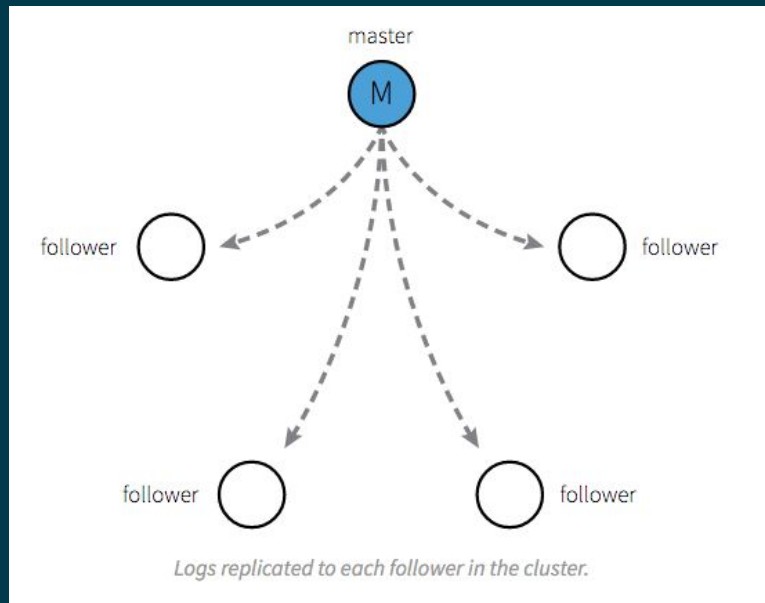 master
M
follower
follower
follower
follower
Logs replicated to each follower in the cluster.